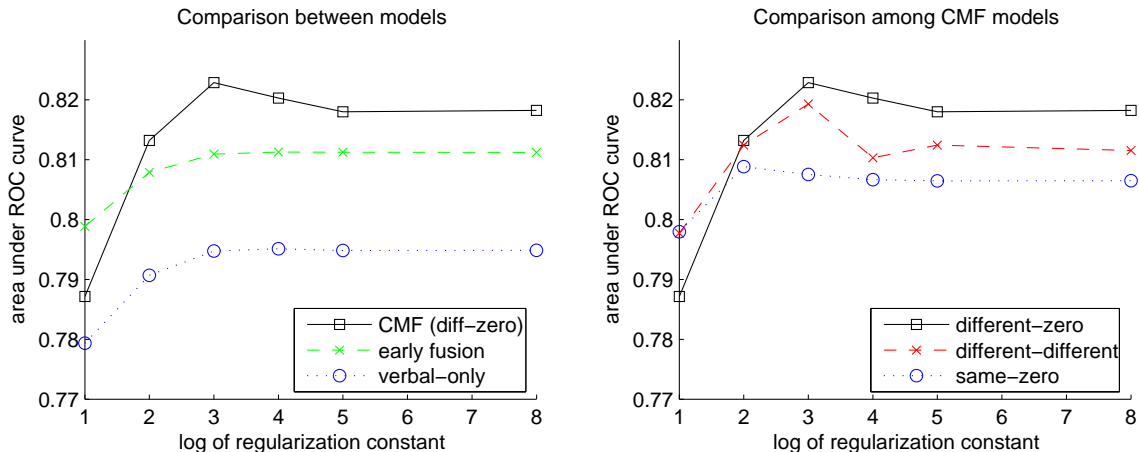 Comparison between models
0.82
0.81
0.8
0.79
0.78
0.77
area under ROC curve
1 2 3 4 5 6 7 8
log of regularization constant
CMF (diff−zero)
early fusion
verbal−only
Comparison among CMF models
0.82
0.81
0.8
0.79
0.78
0.77
area under ROC curve
1 2 3 4 5 6 7 8
log of regularization constant
different−zero
different−different
same−zero